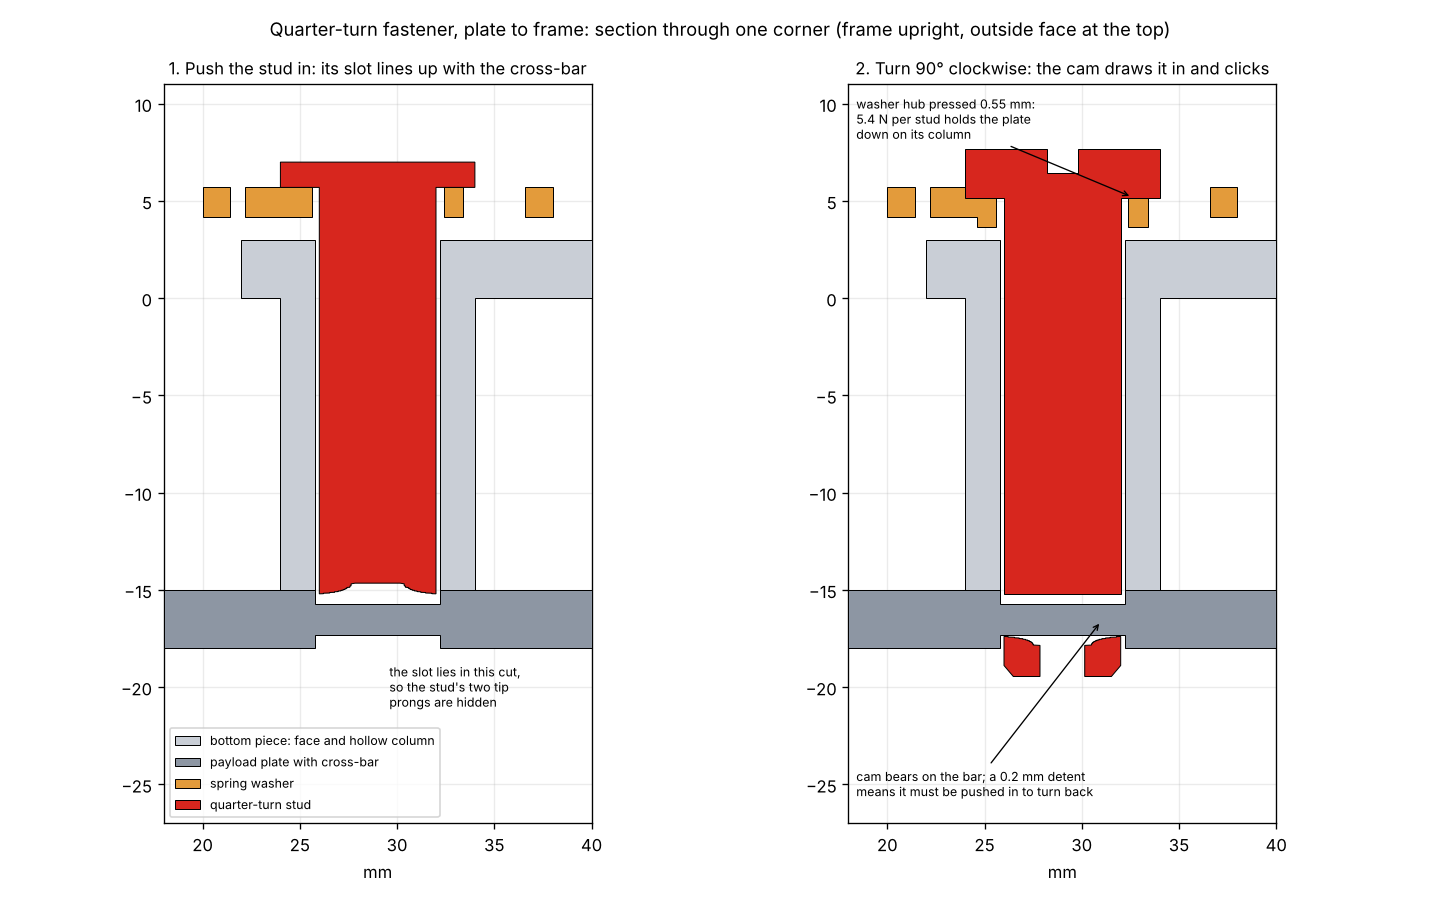 Quarter-turn fastener, plate to frame: section through one corner (frame upright, outside face at the top)
1. Push the stud in: its slot lines up with the cross-bar
10
5
0
−5
−10
−15
−20
−25
the slot lies in this cut,
so the stud's two tip
prongs are hidden
bottom piece: face and hollow column
payload plate with cross-bar
spring washer
quarter-turn stud
20
25
30
35
40
mm
2. Turn 90° clockwise: the cam draws it in and clicks
10
5
0
−5
−10
−15
−20
−25
washer hub pressed 0.55 mm:
5.4 N per stud holds the plate
down on its column
cam bears on the bar; a 0.2 mm detent
means it must be pushed in to turn back
20
25
30
35
40
mm